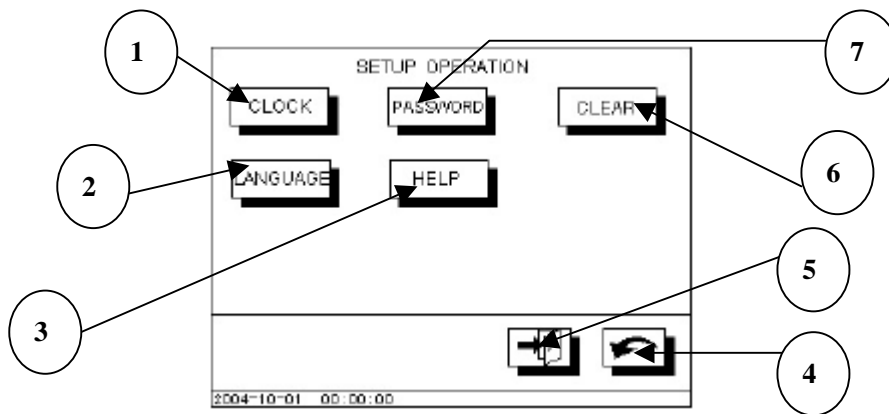 1
7
SETUP OPERATION
CLOCK
PASSWORD
CLEAR
2
LANGUAGE
HELP
6
3
5
4
2004-10-01 00:00:00